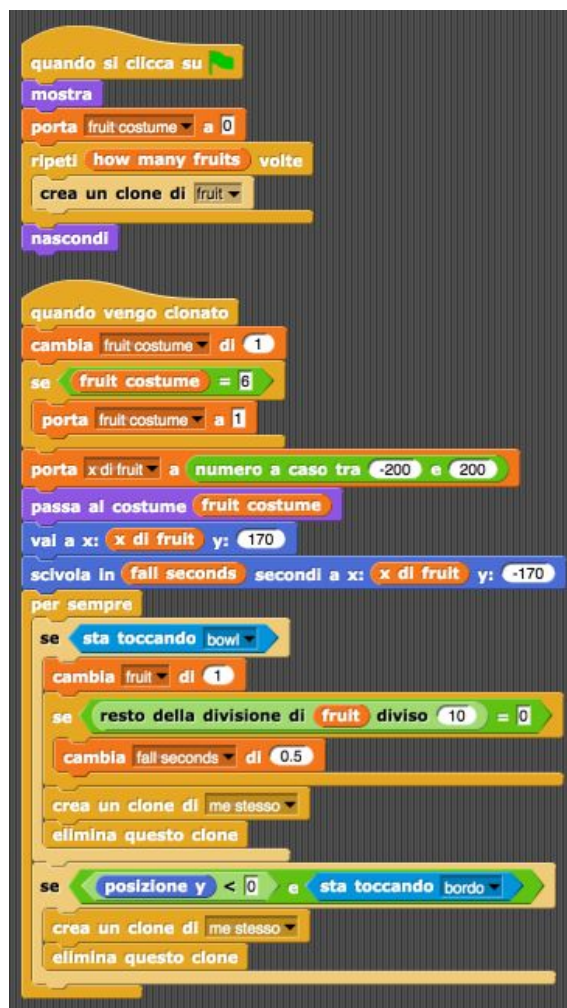 quando si clicca su
mostra
porta fruit costume a 0
ripeti how many fruits volte
crea un clone di fruit
nascondi
quando vengo clonato
cambia fruit costume di 1
se fruit costume = 6
porta fruit costume a 1
porta x di fruit a numero a caso tra -200 e 200
passa al costume fruit costume
vai a x: x di fruit y: 170
scivola in fall seconds secondi a x: x di fruit y: -170
per sempre
se sta toccando bowl
cambia fruit di 1
se resto della divisione di fruit diviso 10 = 0
cambia fall seconds di 0.5
crea un clone di me stesso
elimina questo clone
se posizione y < 0 e sta toccando bordo
crea un clone di me stesso
elimina questo clone